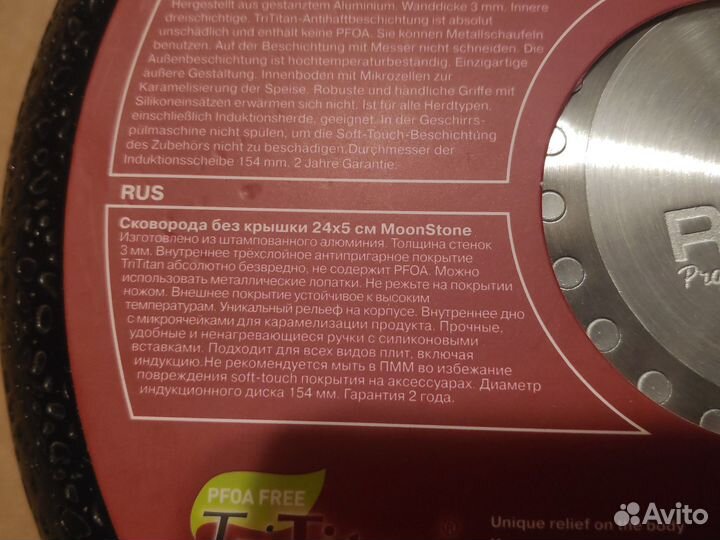 Hergestellt aus gestanztem Aluminium. Wanddicke 3 mm. Innere
dreischichtige. TriTitan-Antihaftbeschichtung ist absolut
unschädlich und enthält keine PFOA. Sie können Metallschaufeln
benutzen. Auf der Beschichtung mit Messer nicht schneiden. Die
Außenbeschichtung ist hochtemperaturbeständig. Einzigartige
äußere Gestaltung. Innenboden mit Mikrozellen zur
Karamelisierung der Speise. Robuste und handliche Griffe mit
Silikoneinsätzen erwärmen sich nicht. Ist für alle Herdtypen,
einschließlich Induktionsherde, geeignet. In der Geschirrs-
pülmaschine nicht spülen, um die Soft-Touch-Beschichtung
des Zubehörs nicht zu beschädigen.Durchmesser der
Induktionsscheibe 154 mm. 2 Jahre Garantie.
RUS
Сковорода без крышки 24x5 см MoonStone
Изготовлено из штампованного алюминия. Толщина стенок
3 мм. Внутреннее трёхслойное антипригарное покрытие
TriTitan абсолютно безвредно, не содержит PFOA. Можно
использовать металлические лопатки. Не режьте на покрытии
ножом. Внешнее покрытие устойчивое к высоким
температурам. Уникальный рельеф на корпусе. Внутреннее дно
с микроячейками для карамелизации продукта. Прочные,
удобные и ненагревающиеся ручки с силиконовыми
вставками. Подходит для всех видов плит, включая
индукцию.Не рекомендуется мыть в ПММ во избежание
повреждения soft-touch покрытия на аксессуарах. Диаметр
индукционного диска 154 мм. Гарантия 2 года.
PFOA FREE
Unique relief on the body
Avito